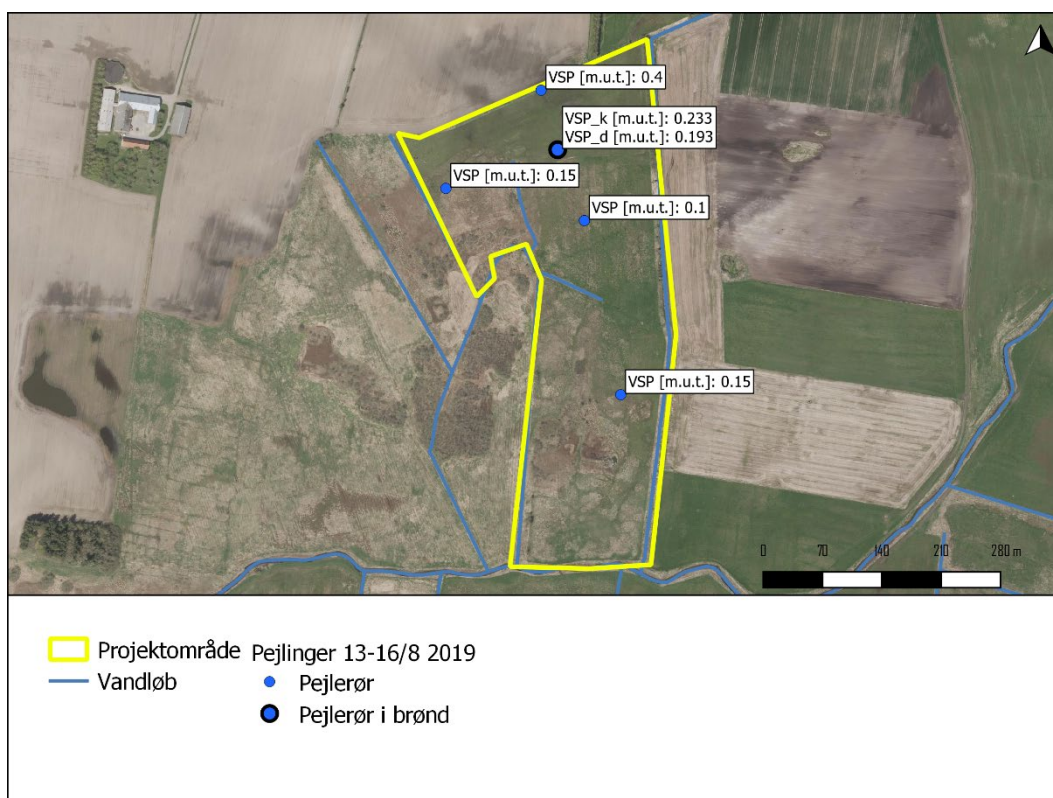 VSP [m.u.t.]: 0.4
VSP_k [m.u.t.]: 0.233
VSP_d [m.u.t.]: 0.193
VSP [m.u.t.]: 0.15
VSP [m.u.t.]: 0.1
VSP [m.u.t.]: 0.15
0 70 140 210 280 m
Projektområde Pejlinger 13-16/8 2019
Vandløb Pejlerør
Pejlerør i brønd